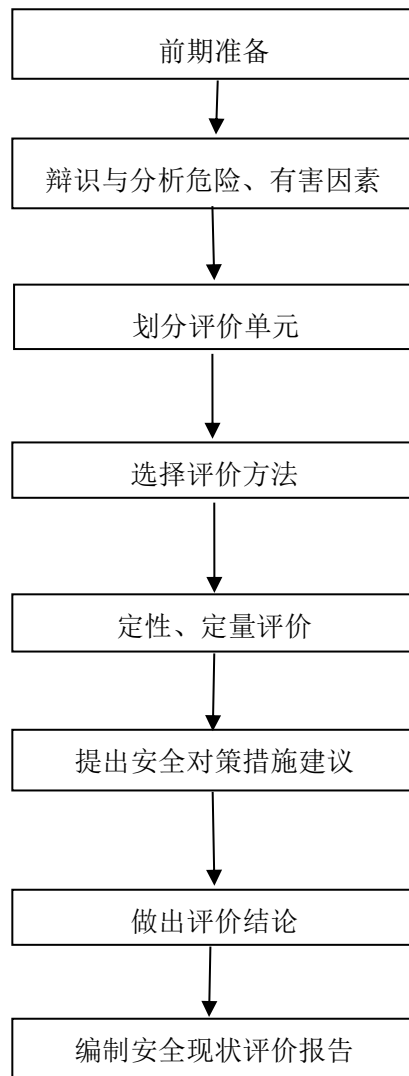 前期准备
辩识与分析危险、有害因素
划分评价单元
选择评价方法
定性、定量评价
提出安全对策措施建议
做出评价结论
编制安全现状评价报告